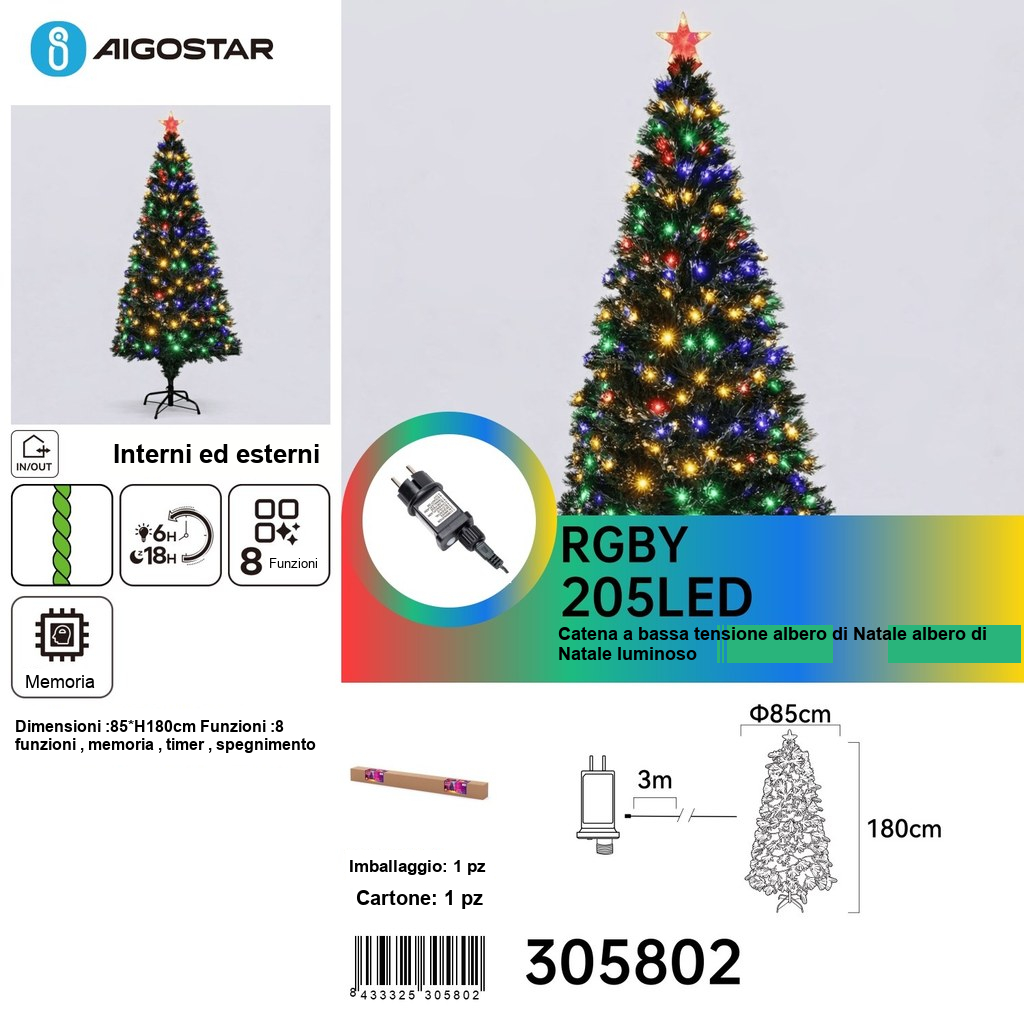 AIGOSTAR
IN/OUT
Interni ed esterni
6H
18H
8 Funzioni
Memoria
Dimensioni :85*H180cm Funzioni :8
funzioni , memoria , timer , spegnimento
RGBY
205LED
Catena a bassa tensione albero di Natale albero di
Natale luminoso
Φ85cm
3m
180cm
Imballaggio: 1 pz
Cartone: 1 pz
8 433325 305802
305802